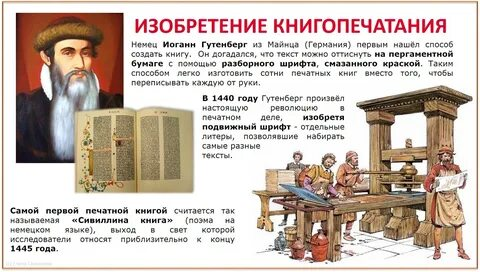 ИЗОБРЕТЕНИЕ КНИГОПЕЧАТАНИЯ
Немец Иоганн Гутенберг из Майнца (Германия) первым нашёл способ
создать книгу. Он догадался, что текст можно оттиснуть на пергаментной
бумаге с помощью разборного шрифта, смазанного краской. Таким
способом легко изготовить сотни печатных книг вместо того, чтобы
переписывать каждую от руки.
В 1440 году Гутенберг произвёл
настоящую революцию в
печатном деле, изобретя
подвижный шрифт - отдельные
литеры, позволявшие набирать
самые разные
тексты.
Самой первой печатной книгой считается так
называемая «Сивиллина книга» (поэма на
немецком языке), выход в свет которой
исследователи относят приблизительно к концу
1445 года.